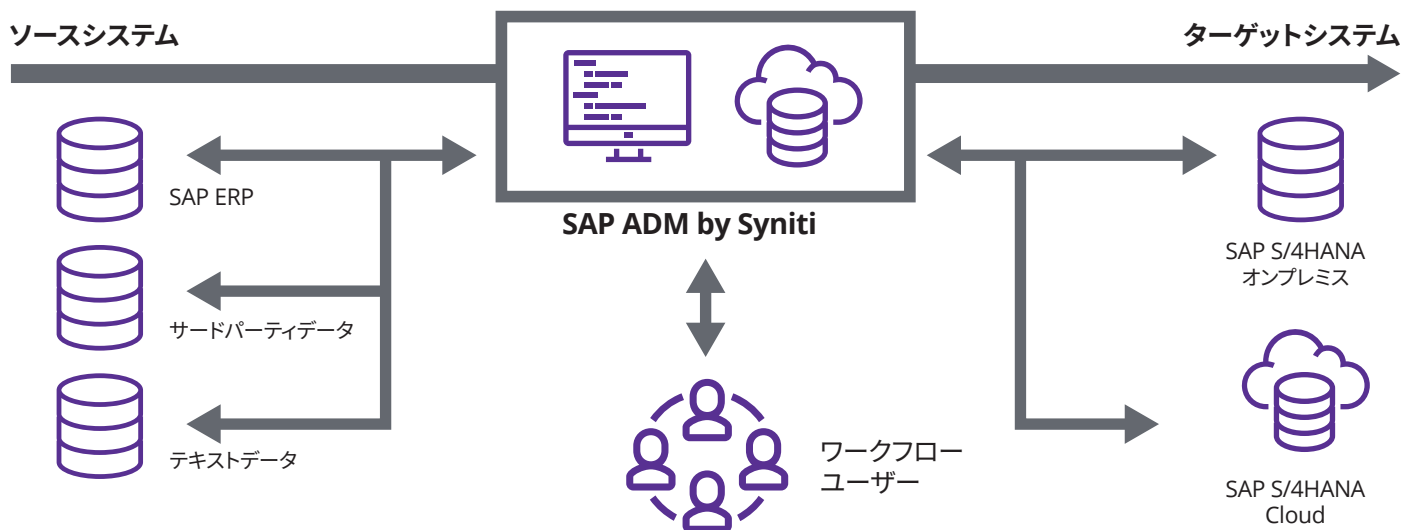 ソースシステム
ターゲットシステム
SAP ERP
サードパーティデータ
テキストデータ
SAP ADM by Syniti
ワークフロー
ユーザー
SAP S/4HANA
オンプレミス
SAP S/4HANA
Cloud